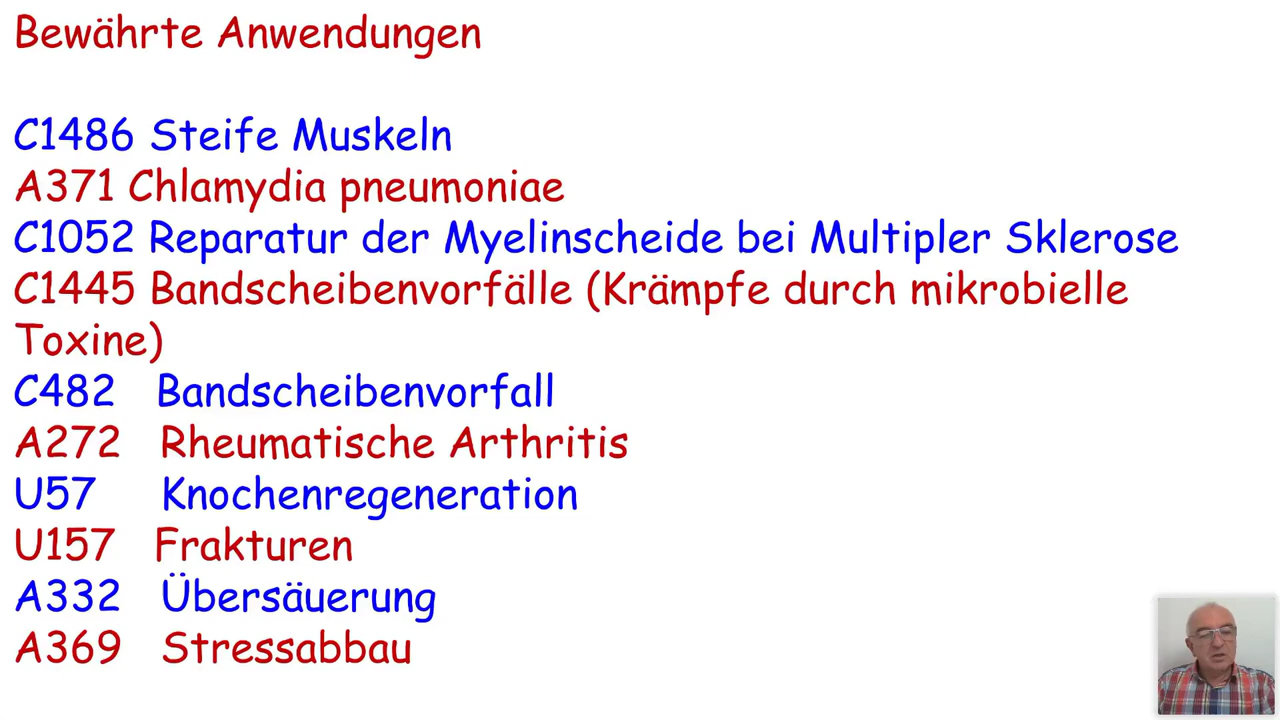 Bewährte Anwendungen
C1486 Steife Muskeln
A371 Chlamydia pneumoniae
C1052 Reparatur der Myelinscheide bei Multipler Sklerose
C1445 Bandscheibenvorfälle (Krämpfe durch mikrobielle
Toxine)
C482 Bandscheibenvorfall
A272 Rheumatische Arthritis
U57 Knochenregeneration
U157 Frakturen
A332 Übersäuerung
A369 Stressabbau